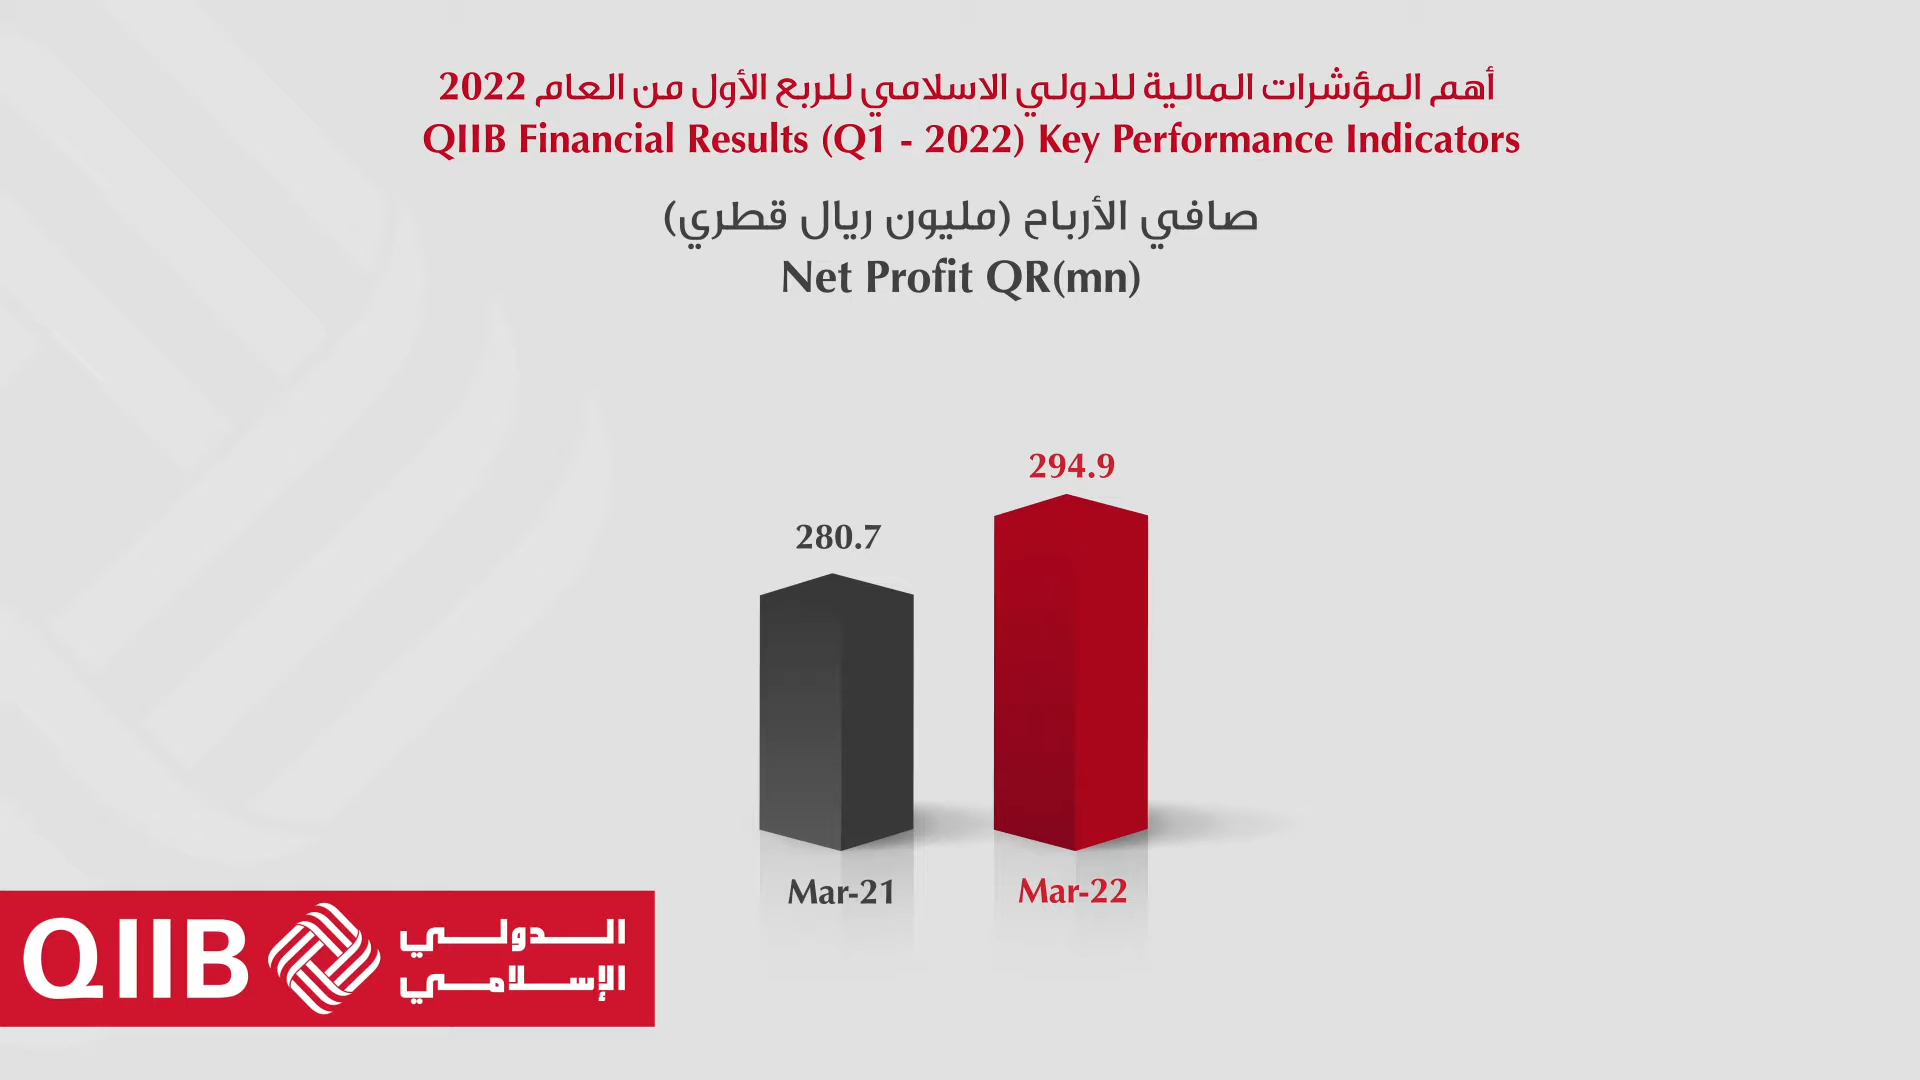 أهم المؤشرات المالية للدولي الاسلامي للربع الأول من العام 2022
QIIB Financial Results (Q1 - 2022) Key Performance Indicators
صافي الأرباح (مليون ريال قطري)
Net Profit QR(mn)
294.9
280.7
Mar-21
Mar-22
QIIB
الدولي
الإسلامي